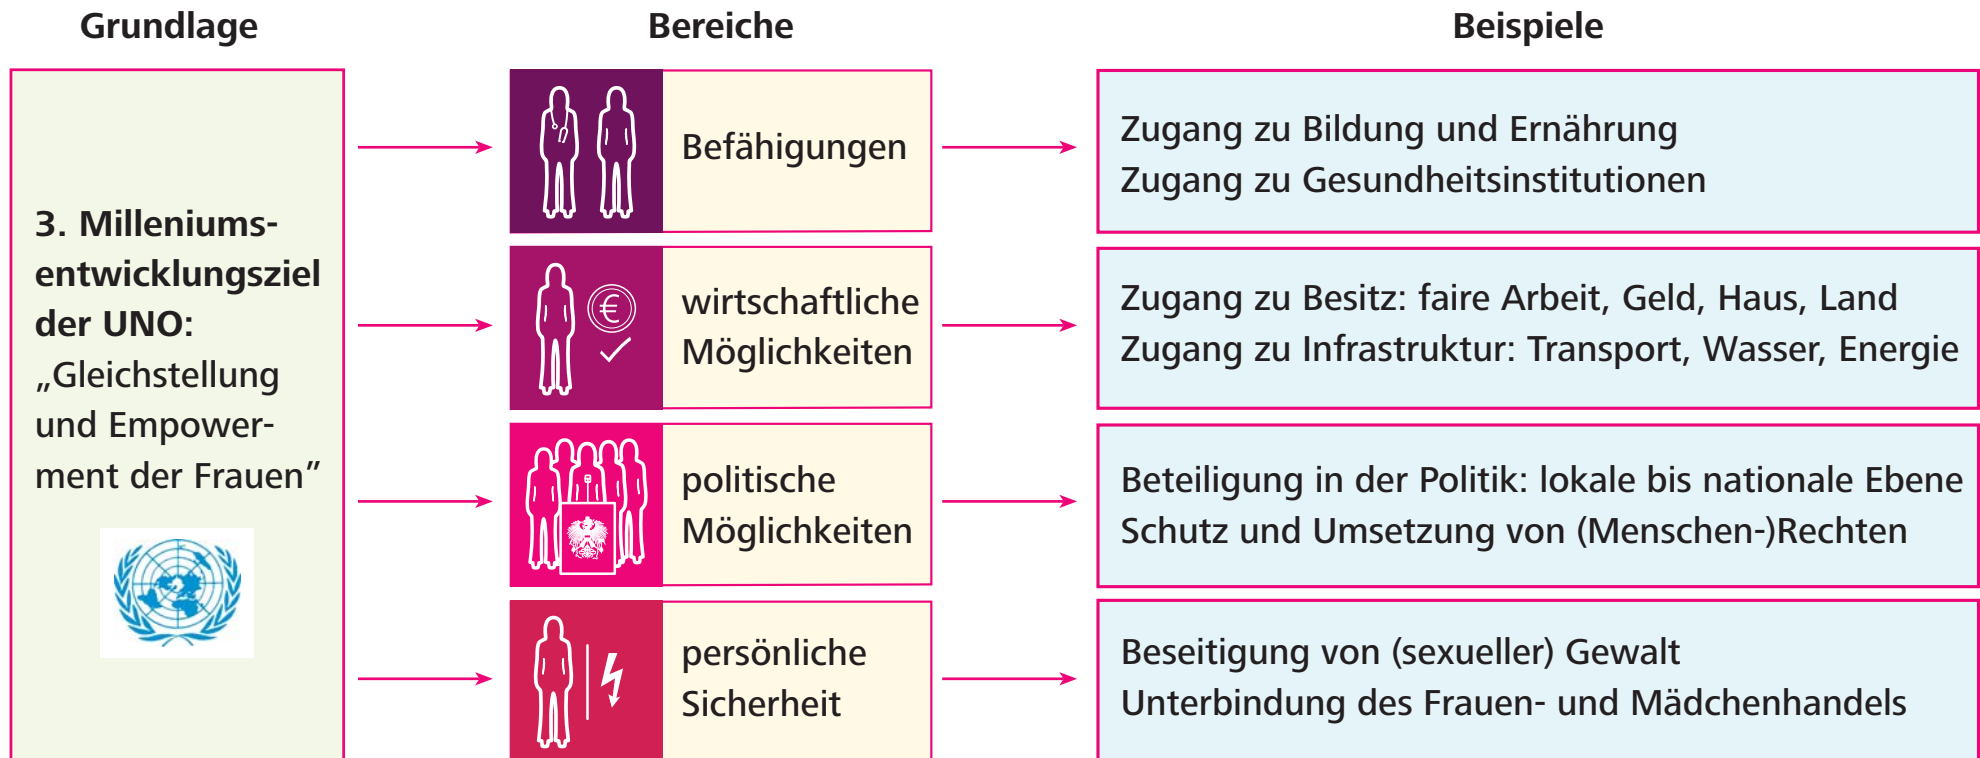 Grundlage
Bereiche
Beispiele
3. Milleniums-
entwicklungsziel
der UNO:
„Gleichstellung
und Empower-
ment der Frauen”
Befähigungen
Zugang zu Bildung und Ernährung
Zugang zu Gesundheitsinstitutionen
wirtschaftliche
Möglichkeiten
Zugang zu Besitz: faire Arbeit, Geld, Haus, Land
Zugang zu Infrastruktur: Transport, Wasser, Energie
politische
Möglichkeiten
Beteiligung in der Politik: lokale bis nationale Ebene
Schutz und Umsetzung von (Menschen-)Rechten
persönliche
Sicherheit
Beseitigung von (sexueller) Gewalt
Unterbindung des Frauen- und Mädchenhandels